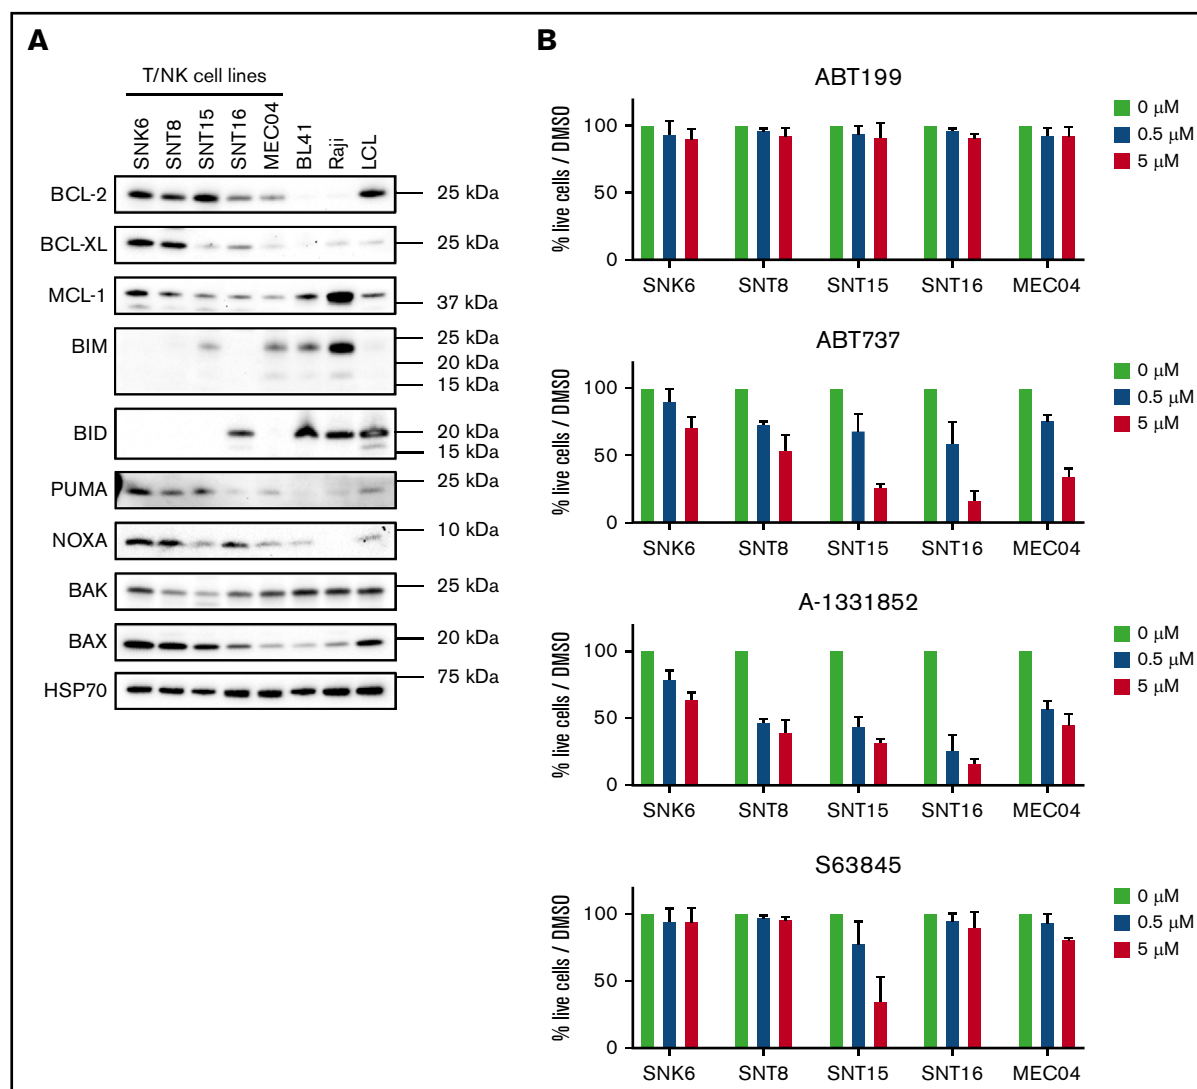 A
T/NK cell lines
SNK6
SNT8
SNT15
SNT16
MEC04
BL41
Raji
LCL
BCL-2
25 kDa
BCL-XL
25 kDa
MCL-1
37 kDa
BIM
25 kDa
20 kDa
15 kDa
BID
20 kDa
15 kDa
PUMA
25 kDa
NOXA
10 kDa
BAK
25 kDa
BAX
20 kDa
HSP70
75 kDa
B
ABT199
% live cells / DMSO
100
50
0
SNK6 SNT8 SNT15 SNT16 MEC04
0 µM
0.5 µM
5 µM
ABT737
% live cells / DMSO
100
50
0
SNK6 SNT8 SNT15 SNT16 MEC04
0 µM
0.5 µM
5 µM
A-1331852
% live cells / DMSO
100
50
0
SNK6 SNT8 SNT15 SNT16 MEC04
0 µM
0.5 µM
5 µM
S63845
% live cells / DMSO
100
50
0
SNK6 SNT8 SNT15 SNT16 MEC04
0 µM
0.5 µM
5 µM